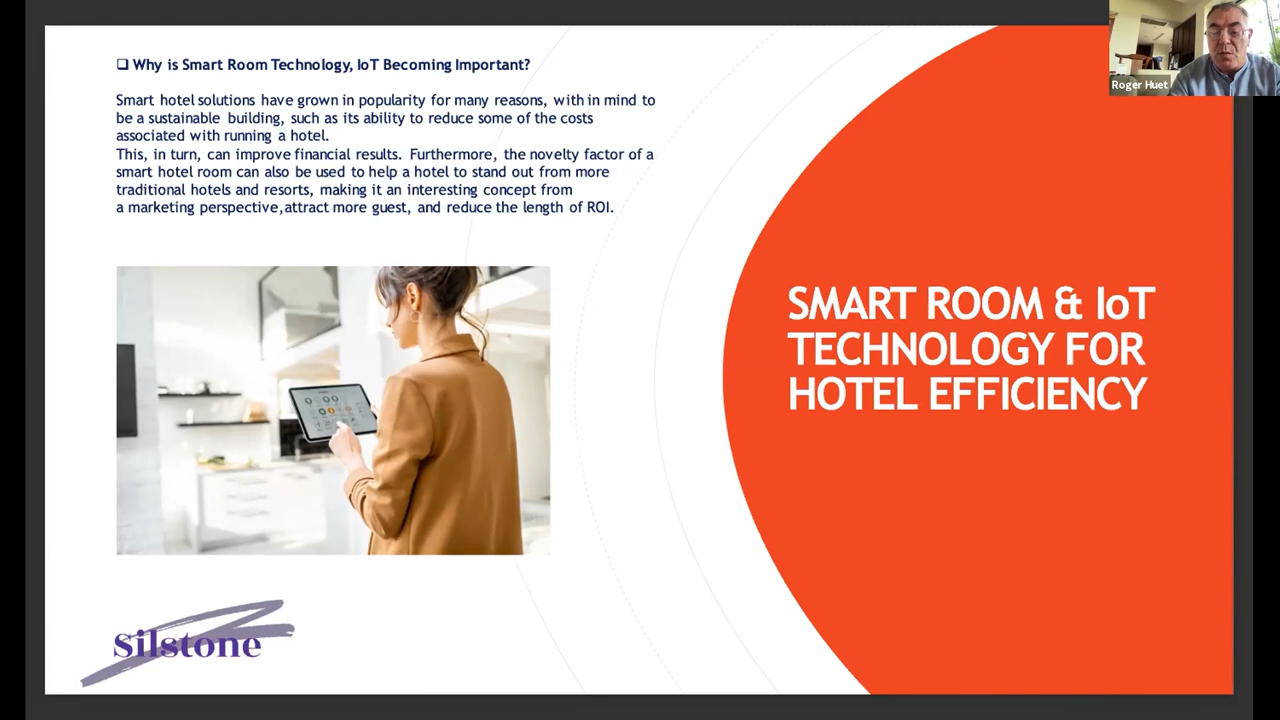 ❑ Why is Smart Room Technology, IoT Becoming Important?
Smart hotel solutions have grown in popularity for many reasons, with in mind to
be a sustainable building, such as its ability to reduce some of the costs
associated with running a hotel.
This, in turn, can improve financial results. Furthermore, the novelty factor of a
smart hotel room can also be used to help a hotel to stand out from more
traditional hotels and resorts, making it an interesting concept from
a marketing perspective,attract more guest, and reduce the length of ROI.
SMART ROOM & IoT
TECHNOLOGY FOR
HOTEL EFFICIENCY
Silstone
Roger Huet